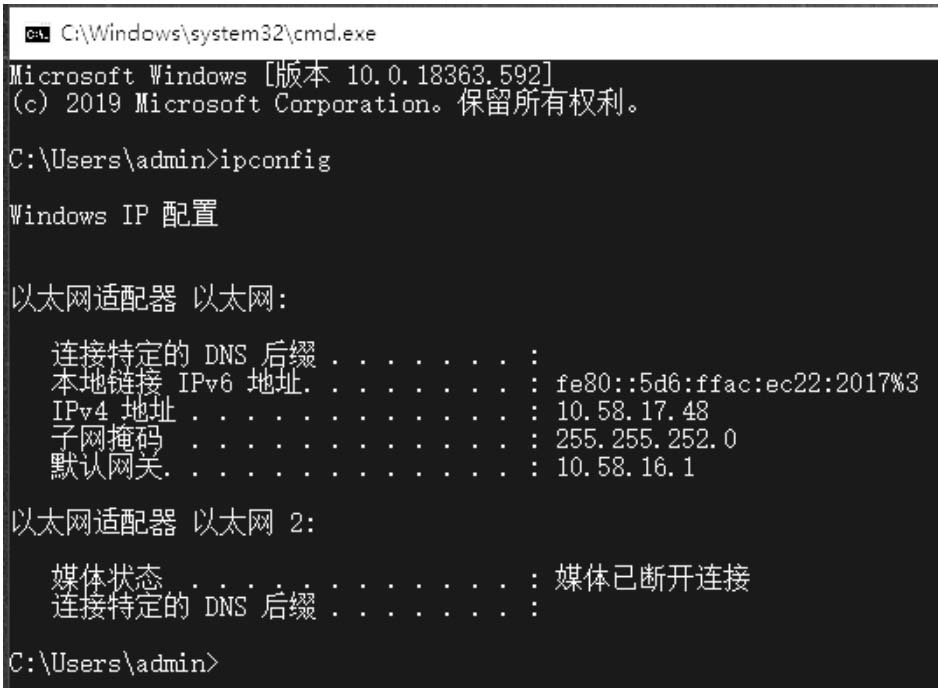 C:\Windows\system32\cmd.exe
Microsoft Windows [版本 10.0.18363.592]
(c) 2019 Microsoft Corporation。保留所有权利。
C:\Users\admin>ipconfig
Windows IP 配置
以太网适配器 以太网:
连接特定的 DNS 后缀 . . . . . . . :
本地链接 IPv6 地址. . . . . . . . : fe80::5d6:ffac:ec22:2017%3
IPv4 地址 . . . . . . . . . . . . : 10.58.17.48
子网掩码  . . . . . . . . . . . . : 255.255.252.0
默认网关. . . . . . . . . . . . . : 10.58.16.1
以太网适配器 以太网 2:
媒体状态  . . . . . . . . . . . . : 媒体已断开连接
连接特定的 DNS 后缀 . . . . . . . :
C:\Users\admin>